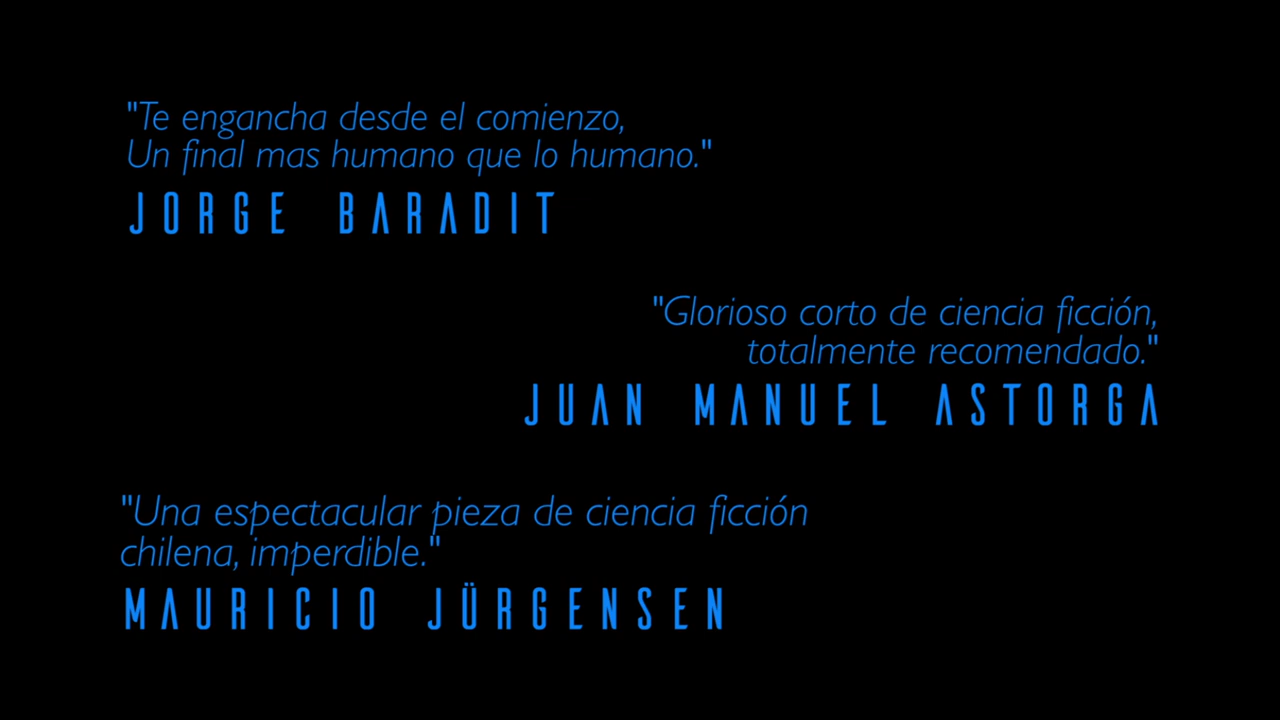 "Te engancha desde el comienzo,
Un final mas humano que lo humano."
JORGE BARADIT
"Glorioso corto de ciencia ficción,
totalmente recomendado."
JUAN MANUEL ASTORGA
"Una espectacular pieza de ciencia ficción
chilena, imperdible."
MAURICIO JÜRGENSEN